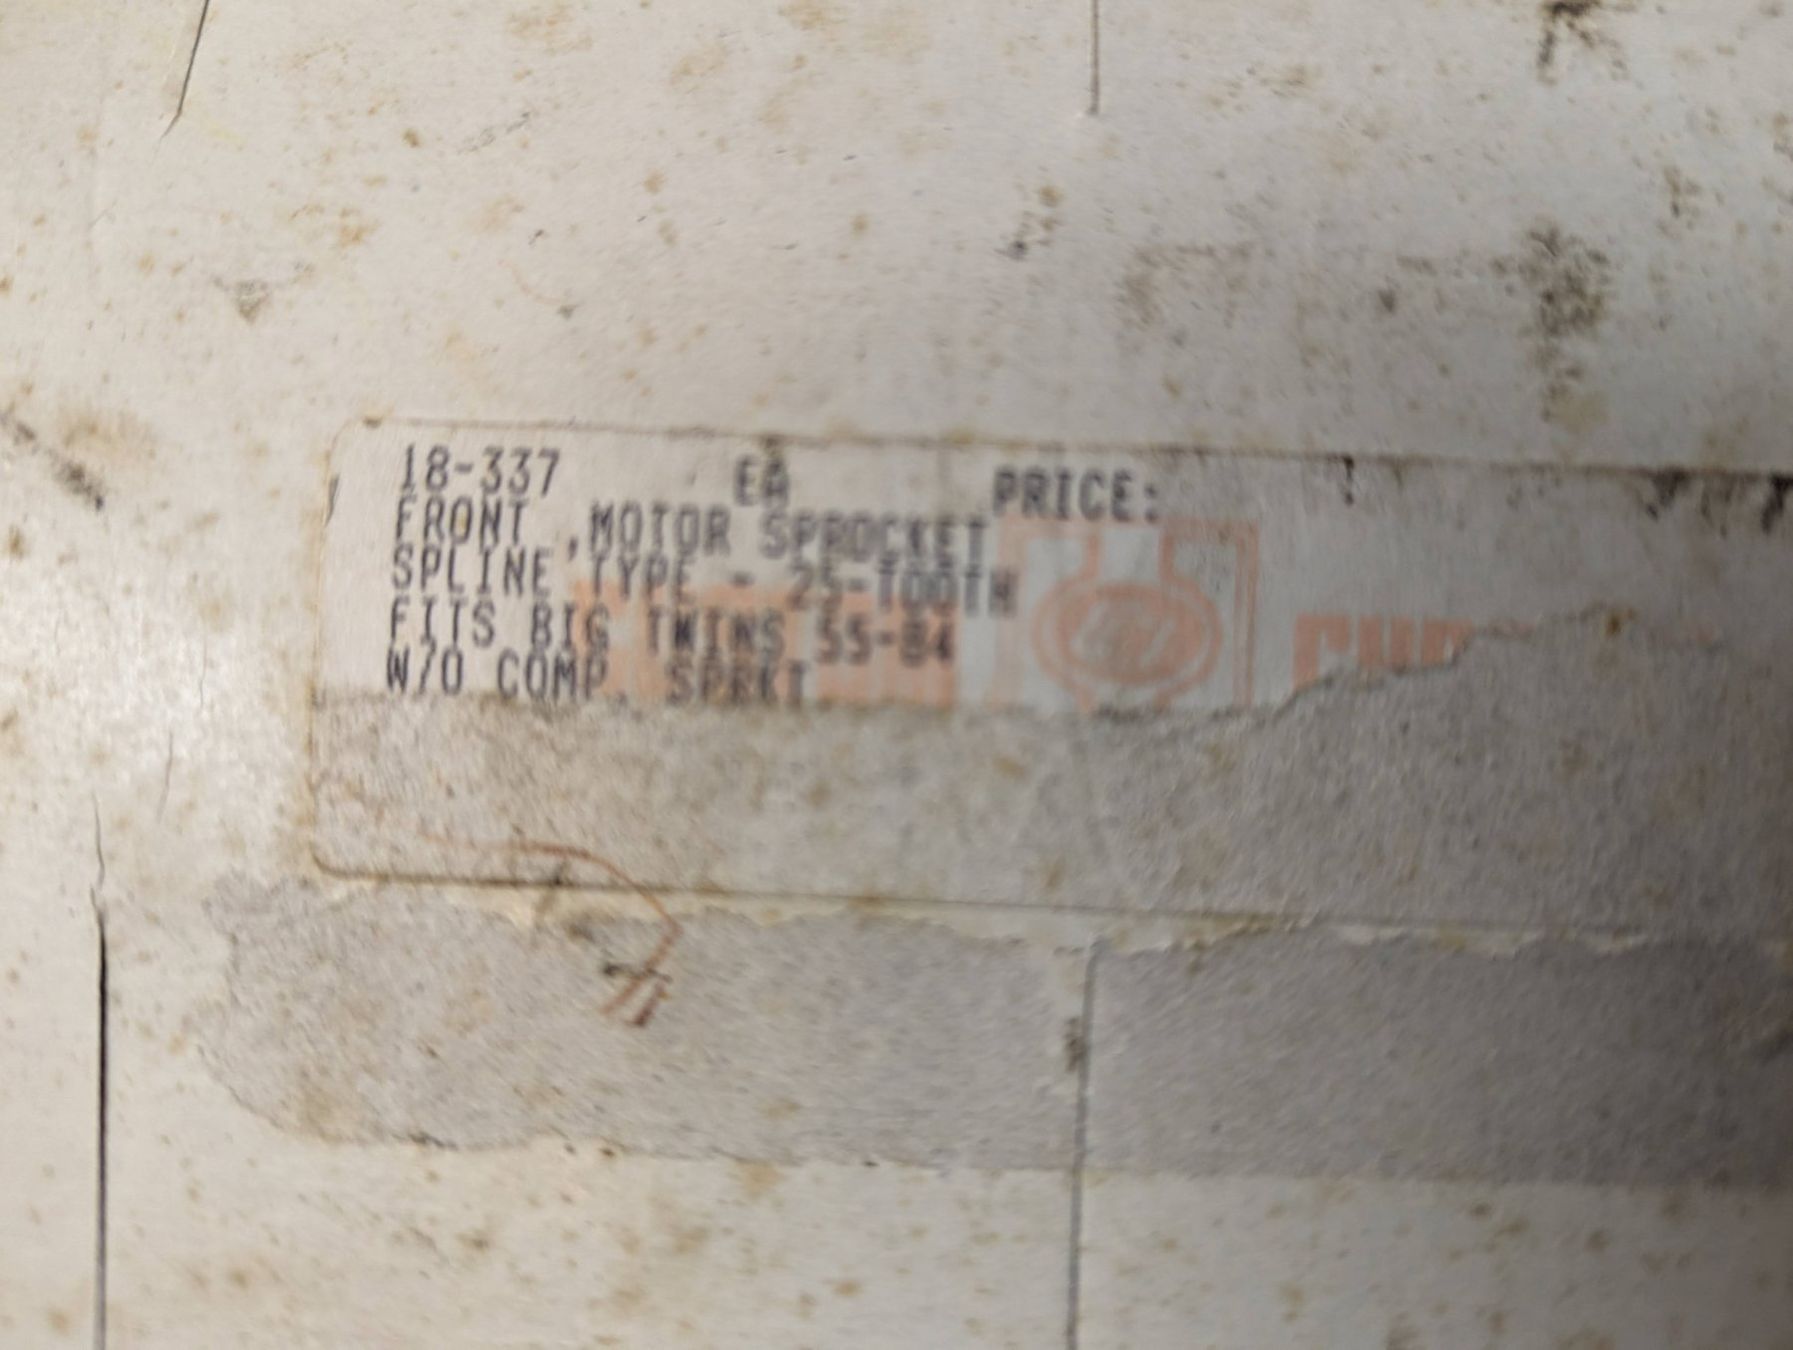 18-337 EA PRICE:
FRONT ,MOTOR SPROCKET
SPLINE TYPE - 25-TOOTH
FITS BIG TWINS 55-84
W/O COMP. SPRKT